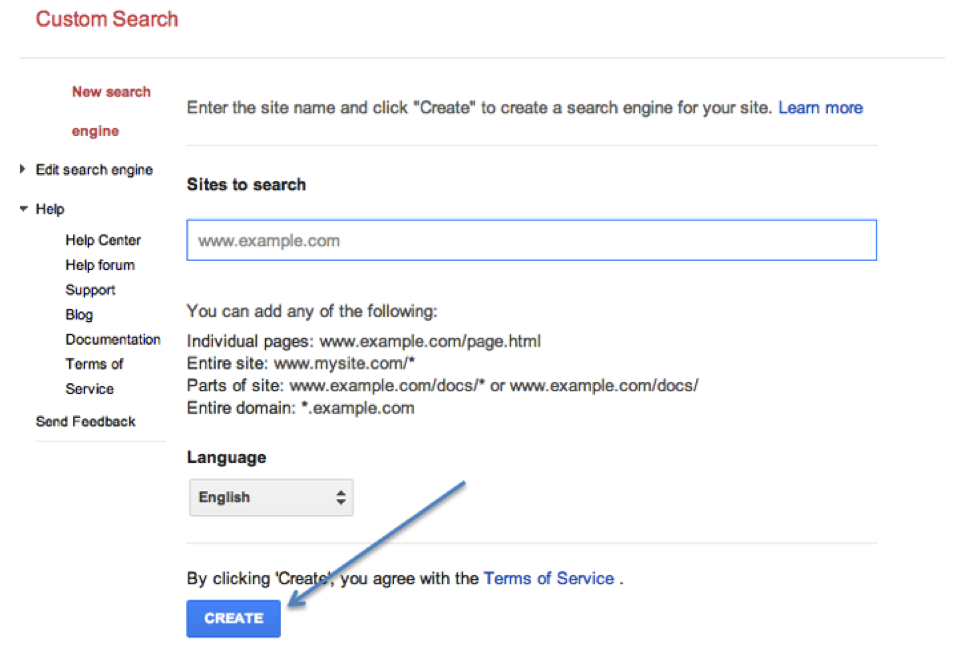 Custom Search
New search
engine
Edit search engine
Help
Help Center
Help forum
Support
Blog
Documentation
Terms of
Service
Send Feedback
Enter the site name and click "Create" to create a search engine for your site. Learn more
Sites to search
www.example.com
You can add any of the following:
Individual pages: www.example.com/page.html
Entire site: www.mysite.com/*
Parts of site: www.example.com/docs/* or www.example.com/docs/
Entire domain: *.example.com
Language
English
By clicking 'Create', you agree with the Terms of Service .
CREATE